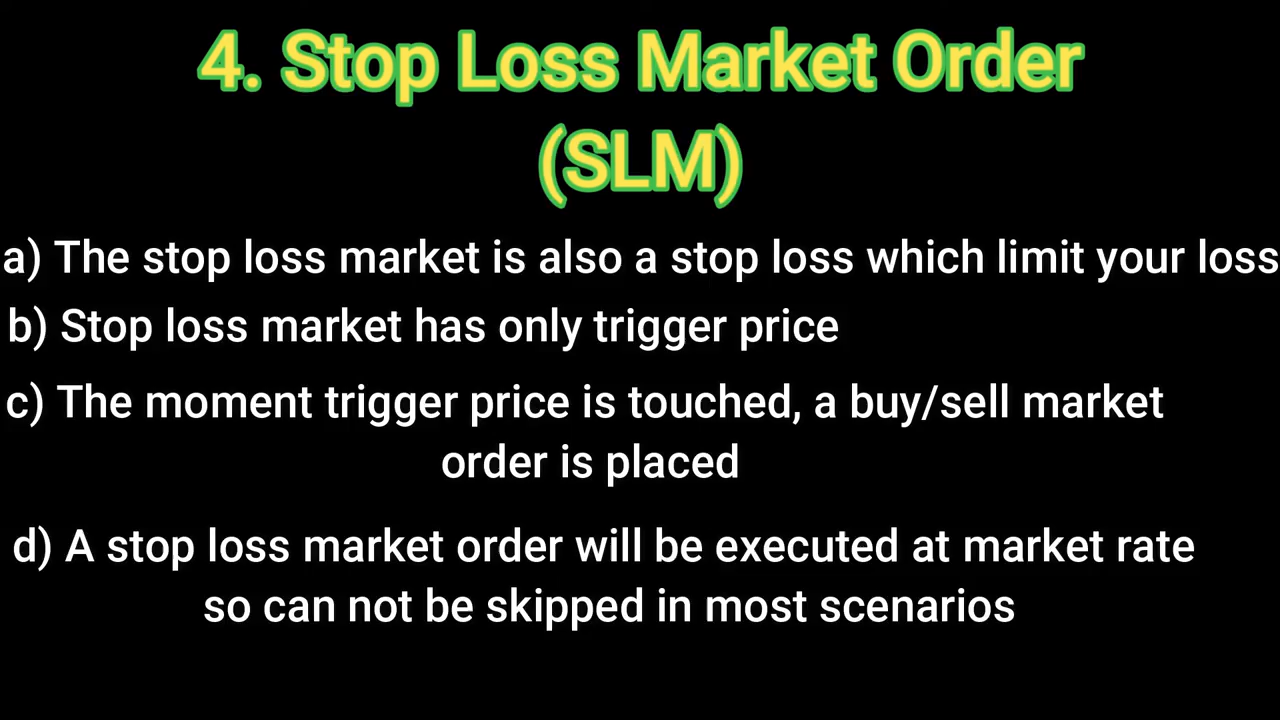 4. Stop Loss Market Order
(SLM)
a) The stop loss market is also a stop loss which limit your loss
b) Stop loss market has only trigger price
c) The moment trigger price is touched, a buy/sell market
order is placed
d) A stop loss market order will be executed at market rate
so can not be skipped in most scenarios